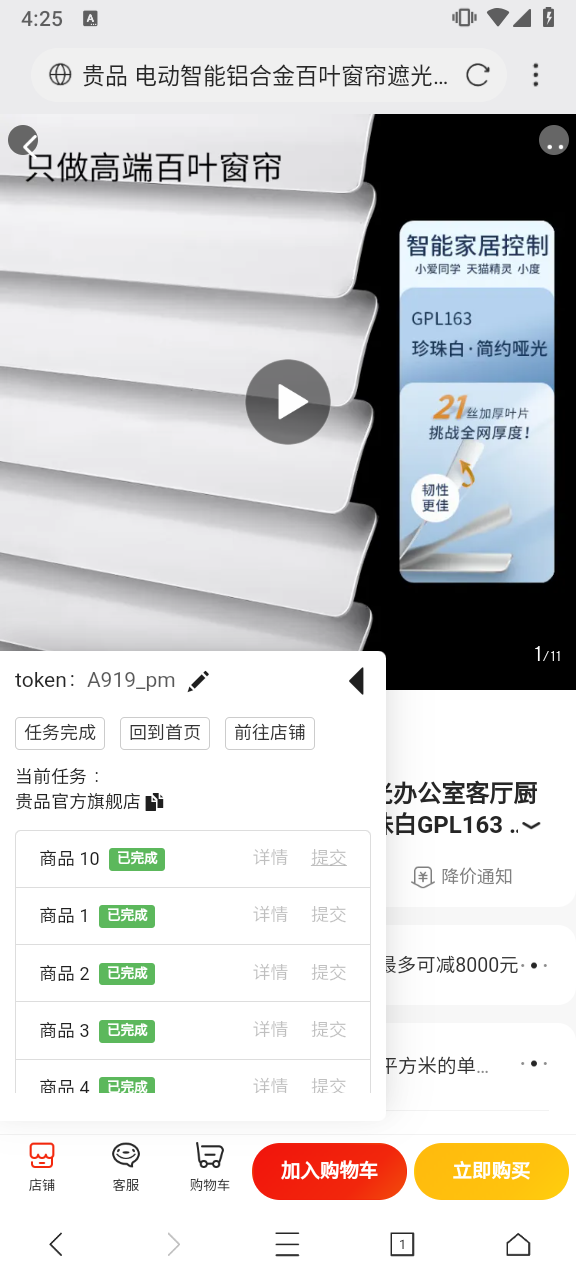 4:25
A
贵品 电动智能铝合金百叶窗帘遮光...
只做高端百叶窗帘
智能家居控制
小爱同学 天猫精灵 小度
GPL163
珍珠白·简约哑光
21丝加厚叶片
挑战全网厚度！
韧性
更佳
1/11
token： A919_pm
任务完成 回到首页 前往店铺
当前任务：
贵品官方旗舰店
光办公室客厅厨
珠白GPL163 ..
降价通知
商品 10 已完成 详情 提交
商品 1 已完成 详情 提交
最多可减8000元
商品 2 已完成 详情 提交
商品 3 已完成 详情 提交
平方米的单...
商品 4 已完成 详情 提交
店铺 客服 购物车 加入购物车 立即购买
1